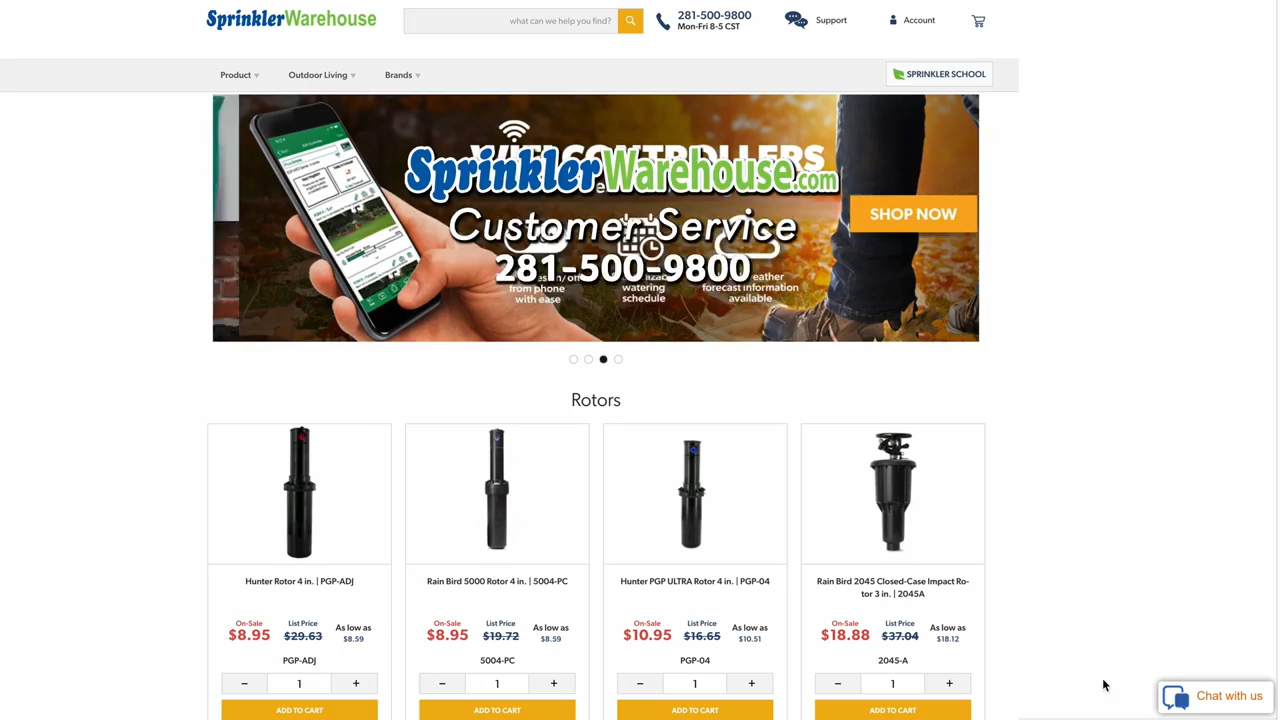 SprinklerWarehouse
what can we help you find?
281-500-9800
Mon-Fri 8-5 CST
Support
Account
Product
Outdoor Living
Brands
SPRINKLER SCHOOL
SprinklerWarehouse.com
Customer Service
281-500-9800
SHOP NOW
from phone
with ease
watering
schedule
forecast information
available
Rotors
Hunter Rotor 4 in. | PGP-ADJ
On-Sale
$8.95
List Price
$29.63
As low as
$8.59
PGP-ADJ
− 1 +
ADD TO CART
Rain Bird 5000 Rotor 4 in. | 5004-PC
On-Sale
$8.95
List Price
$19.72
As low as
$8.59
5004-PC
− 1 +
ADD TO CART
Hunter PGP ULTRA Rotor 4 in. | PGP-04
On-Sale
$10.95
List Price
$16.65
As low as
$10.51
PGP-04
− 1 +
ADD TO CART
Rain Bird 2045 Closed-Case Impact Ro-
tor 3 in. | 2045A
On-Sale
$18.88
List Price
$37.04
As low as
$18.12
2045-A
− 1 +
ADD TO CART
Chat with us